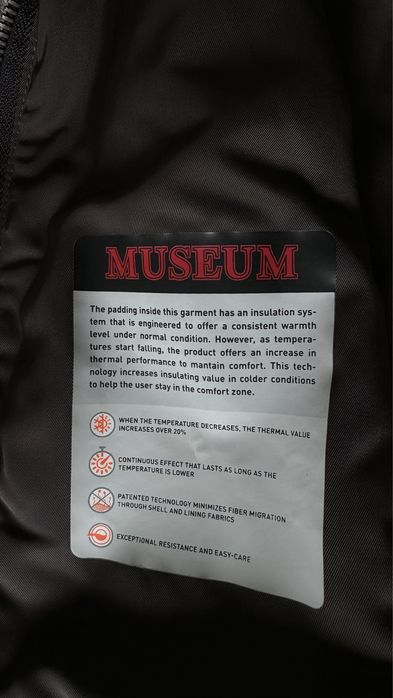 MUSEUM
The padding inside this garment has an insulation sys-
tem that is engineered to offer a consistent warmth
level under normal condition. However, as tempera-
tures start falling, the product offers an increase in
thermal performance to mantain comfort. This tech-
nology increases insulating value in colder conditions
to help the user stay in the comfort zone.
WHEN THE TEMPERATURE DECREASES, THE THERMAL VALUE
INCREASES OVER 20%
CONTINUOUS EFFECT THAT LASTS AS LONG AS THE
TEMPERATURE IS LOWER
PATENTED TECHNOLOGY MINIMIZES FIBER MIGRATION
THROUGH SHELL AND LINING FABRICS
EXCEPTIONAL RESISTANCE AND EASY-CARE